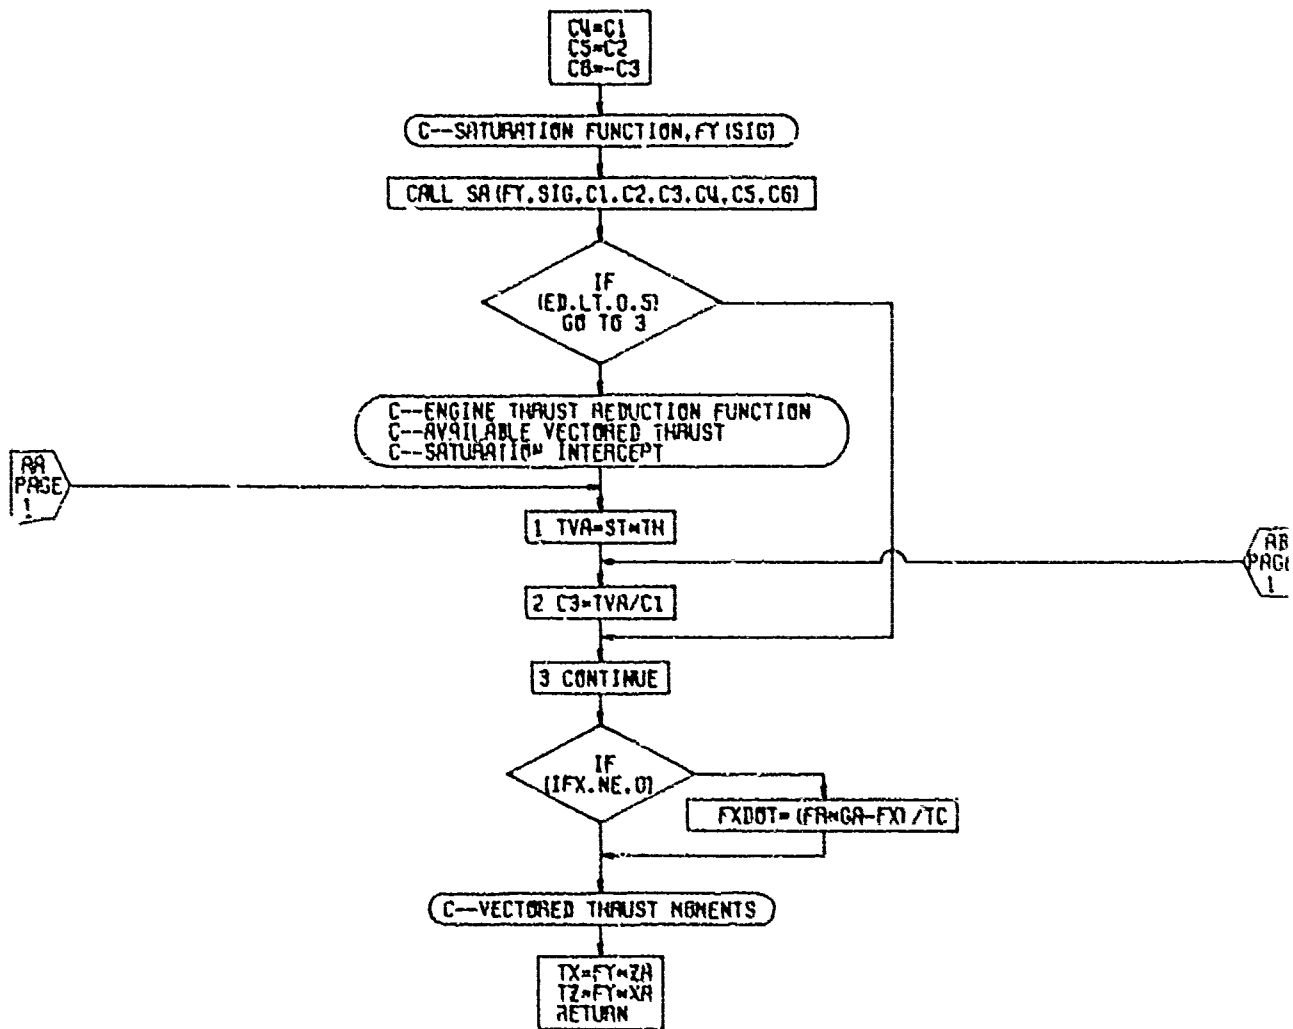 C4=C1
C5=C2
C6=-C3
C--SATURATION FUNCTION,FY(SIG)
CALL SA(FY,SIG,C1,C2,C3,C4,C5,C6)
IF
(ED.LT.0.5)
GO TO 3
C--ENGINE THRUST REDUCTION FUNCTION
C--AVAILABLE VECTORED THRUST
C--SATURATION INTERCEPT
AA
PAGE
1
1 TVA=ST*TH
AB
PAGE
1
2 C3=TVA/C1
3 CONTINUE
IF
(IFX.NE.0)
FXDOT=(FA*GA-FX)/TC
C--VECTORED THRUST MOMENTS
TX=FY*ZA
TZ=FY*XA
RETURN